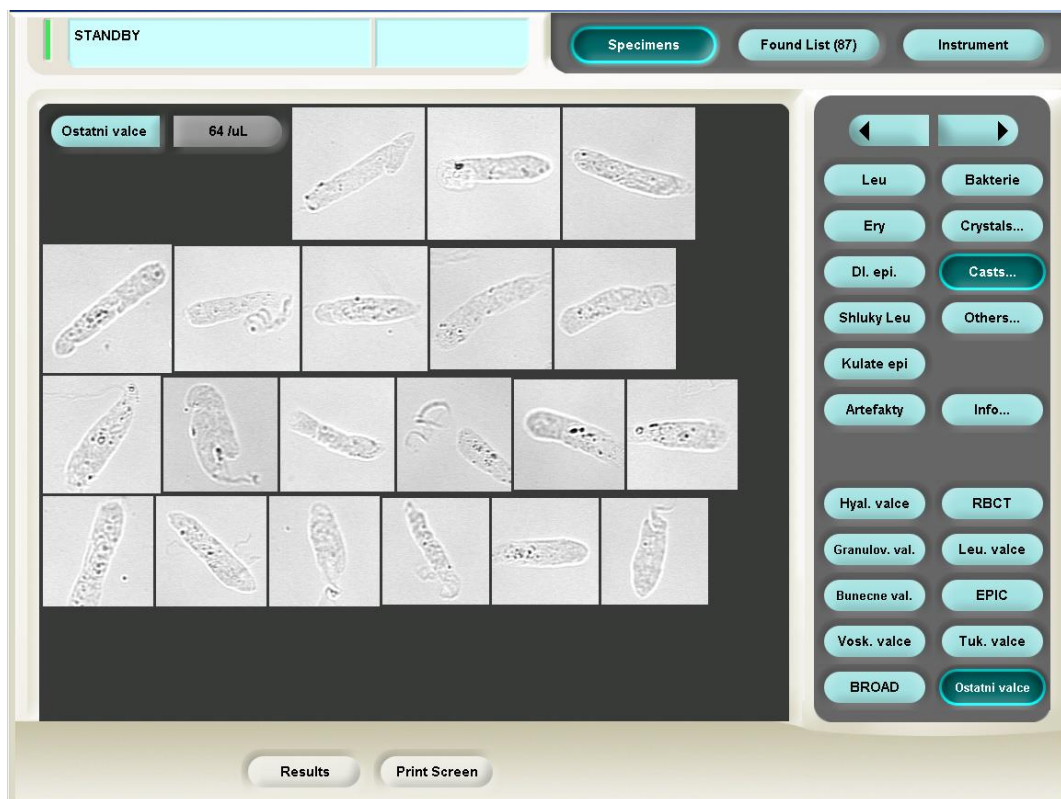 STANDBY
Specimens
Found List (87)
Instrument
Ostatni valce
64 /uL
Leu
Bakterie
Ery
Crystals...
Dl. epi.
Casts...
Shluky Leu
Others...
Kulate epi
Artefakty
Info...
Hyal. valce
RBCT
Granulov. val.
Leu. valce
Bunecne val.
EPIC
Vosk. valce
Tuk. valce
BROAD
Ostatni valce
Results
Print Screen